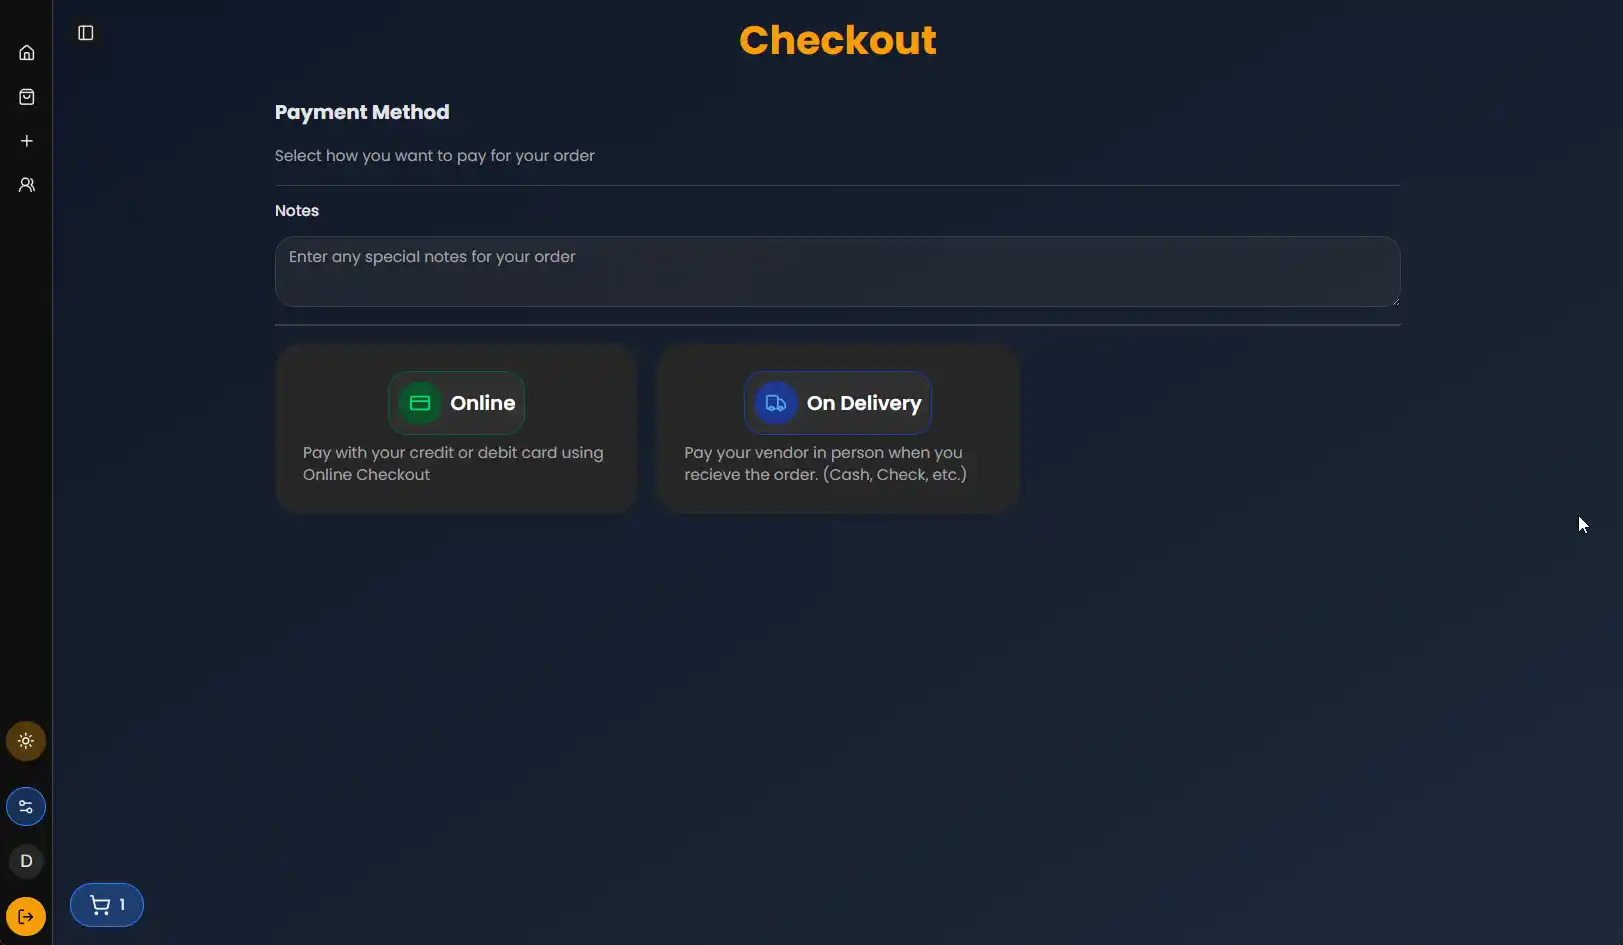 Checkout
Payment Method
Select how you want to pay for your order
Notes
Enter any special notes for your order
Online
Pay with your credit or debit card using
Online Checkout
On Delivery
Pay your vendor in person when you
recieve the order. (Cash, Check, etc.)
D
1